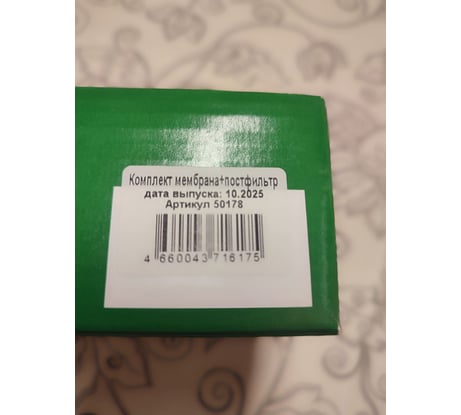 Комплект мембрана+постфильтр
дата выпуска: 10.2025
Артикул 50178
4 660043 716175